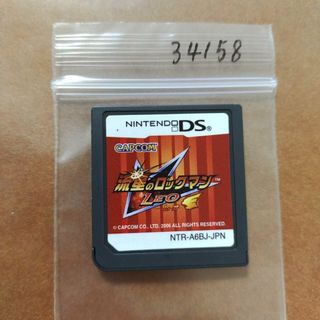 34158
NINTENDO DS
CAPCOM
流星のロックマン
LEO
© CAPCOM CO., LTD. 2006 ALL RIGHTS RESERVED.
NTR-A6BJ-JPN